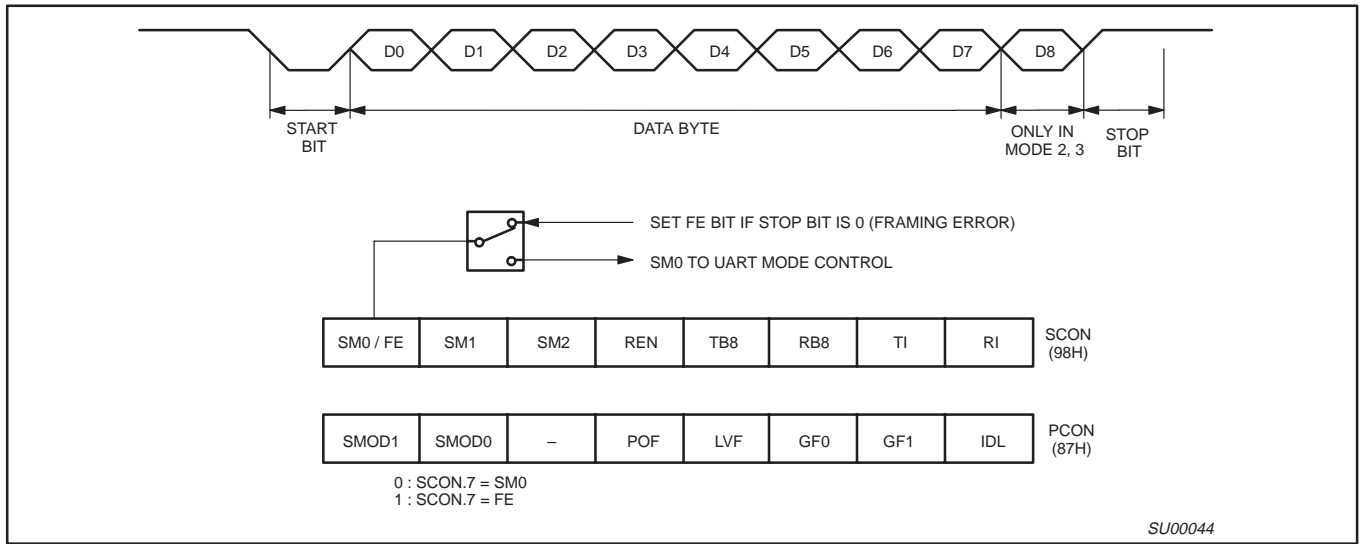 D0 D1 D2 D3 D4 D5 D6 D7 D8
START
BIT
DATA BYTE
ONLY IN
MODE 2, 3
STOP
BIT
SET FE BIT IF STOP BIT IS 0 (FRAMING ERROR)
SM0 TO UART MODE CONTROL
SM0 / FE SM1 SM2 REN TB8 RB8 TI RI
SCON
(98H)
SMOD1 SMOD0 – POF LVF GF0 GF1 IDL
PCON
(87H)
0 : SCON.7 = SM0
1 : SCON.7 = FE
SU00044